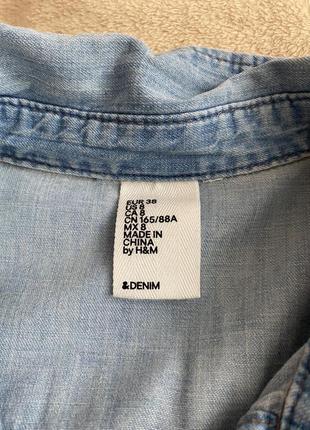 EUR 38
US 8
CA 8
CN 165/88A
MX 8
MADE IN
CHINA
by H&M
&DENIM